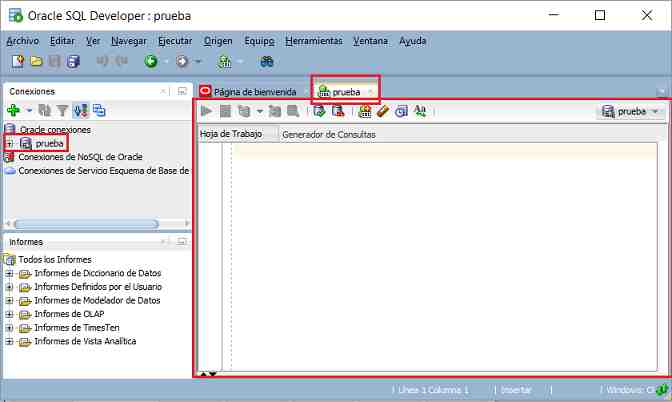 Oracle SQL Developer : prueba
Archivo Editar Ver Navegar Ejecutar Origen Equipo Herramientas Ventana Ayuda
Conexiones
Página de bienvenida
prueba
Oracle conexiones
prueba
Conexiones de NoSQL de Oracle
Conexiones de Servicio Esquema de Base de
prueba
Hoja de Trabajo Generador de Consultas
Informes
Todos los Informes
Informes de Diccionario de Datos
Informes Definidos por el Usuario
Informes de Modelador de Datos
Informes de OLAP
Informes de TimesTen
Informes de Vista Analítica
Línea 1 Columna 1 Insertar Windows: